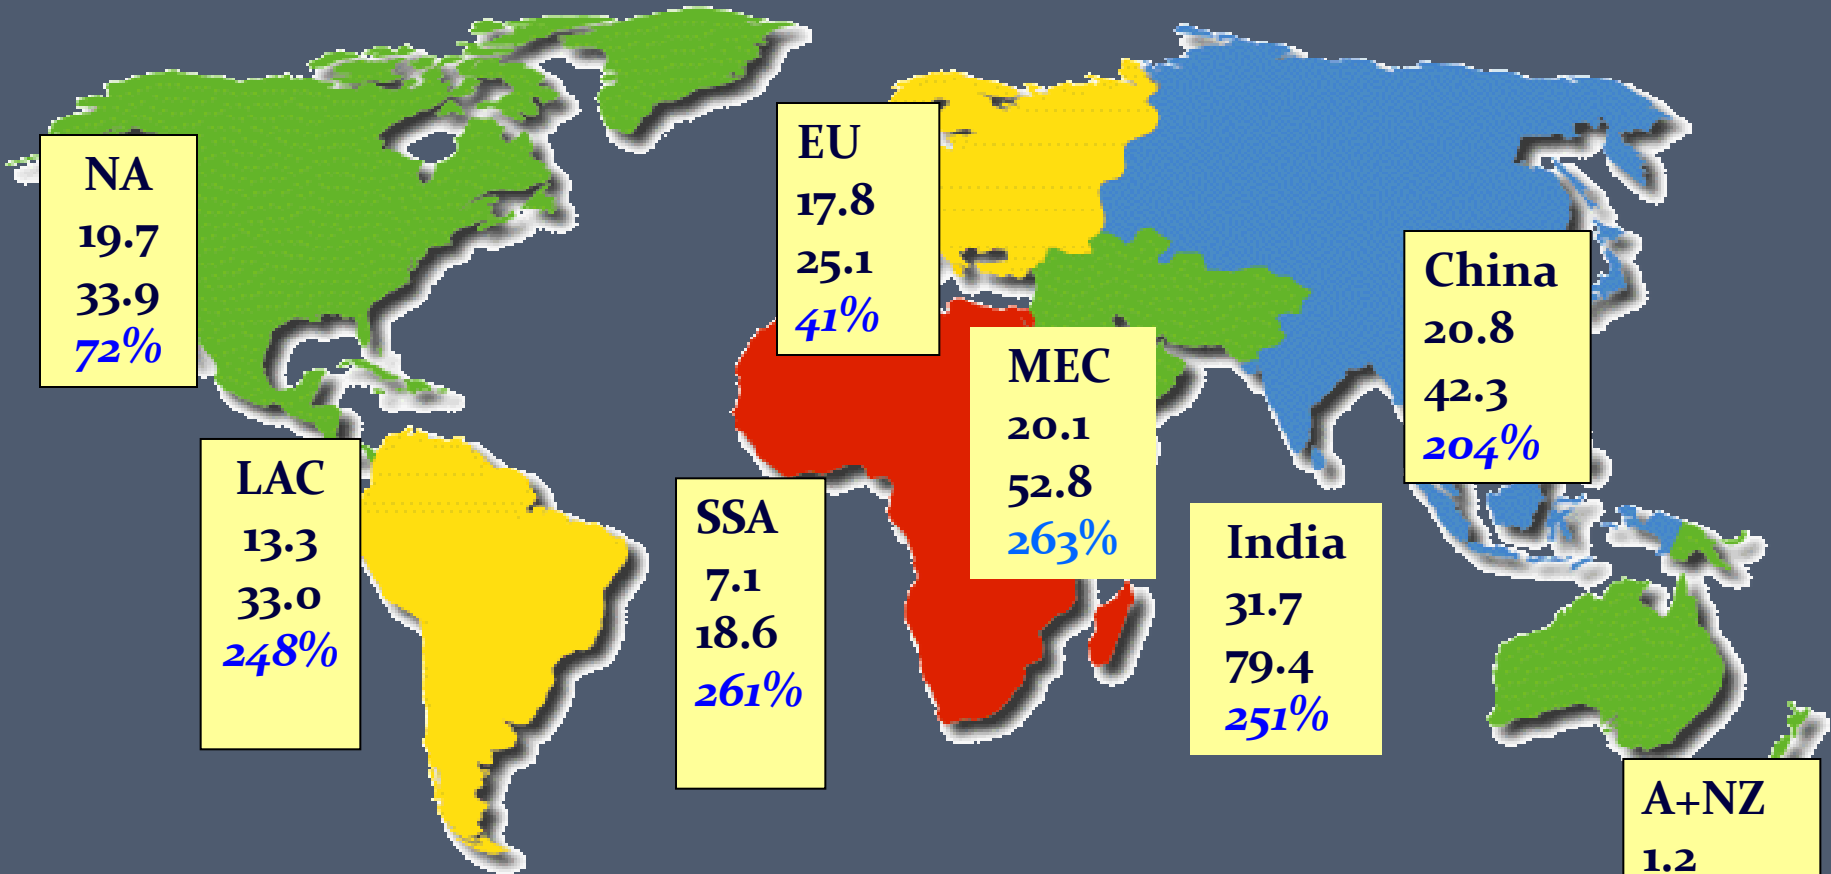 NA
19.7
33.9
72%
LAC
13.3
33.0
248%
EU
17.8
25.1
41%
SSA
7.1
18.6
261%
MEC
20.1
52.8
263%
India
31.7
79.4
251%
China
20.8
42.3
204%
A+NZ
1.2